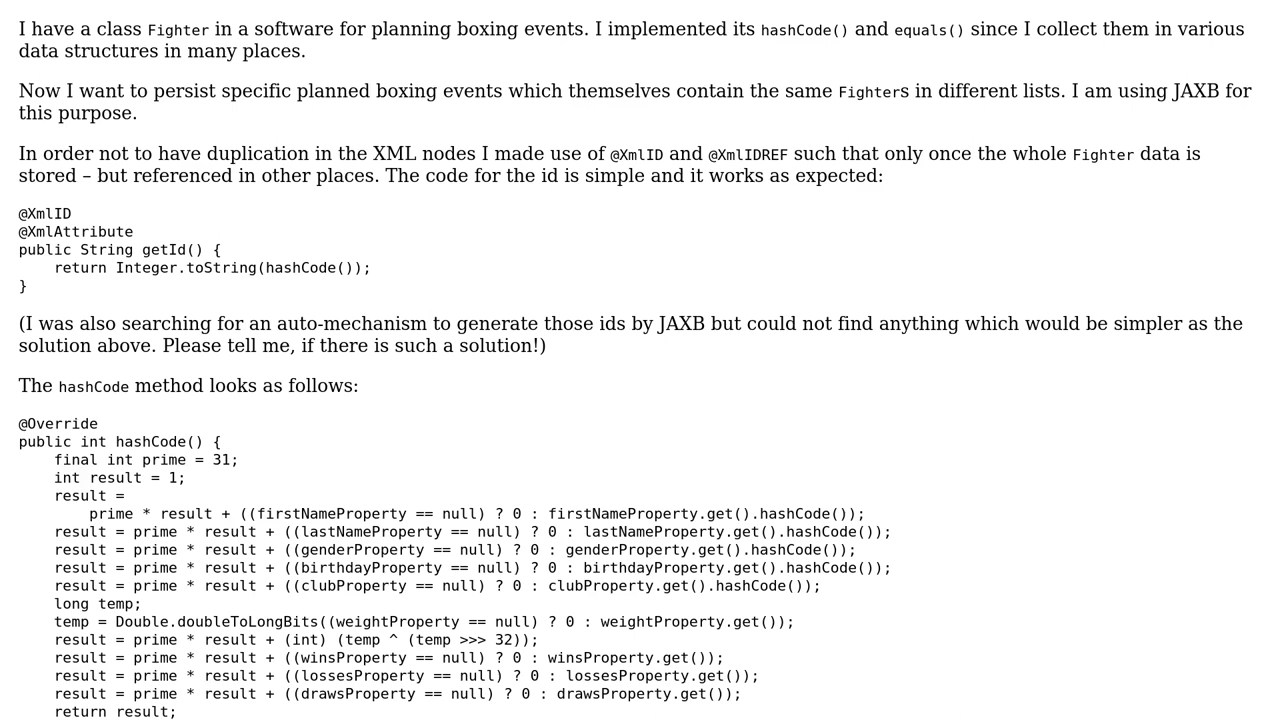 I have a class Fighter in a software for planning boxing events. I implemented its hashCode() and equals() since I collect them in various
data structures in many places.
Now I want to persist specific planned boxing events which themselves contain the same Fighters in different lists. I am using JAXB for
this purpose.
In order not to have duplication in the XML nodes I made use of @XmlID and @XmlIDREF such that only once the whole Fighter data is
stored – but referenced in other places. The code for the id is simple and it works as expected:
@XmlID
@XmlAttribute
public String getId() {
    return Integer.toString(hashCode());
}
(I was also searching for an auto-mechanism to generate those ids by JAXB but could not find anything which would be simpler as the
solution above. Please tell me, if there is such a solution!)
The hashCode method looks as follows:
@Override
public int hashCode() {
    final int prime = 31;
    int result = 1;
    result =
        prime * result + ((firstNameProperty == null) ? 0 : firstNameProperty.get().hashCode());
    result = prime * result + ((lastNameProperty == null) ? 0 : lastNameProperty.get().hashCode());
    result = prime * result + ((genderProperty == null) ? 0 : genderProperty.get().hashCode());
    result = prime * result + ((birthdayProperty == null) ? 0 : birthdayProperty.get().hashCode());
    result = prime * result + ((clubProperty == null) ? 0 : clubProperty.get().hashCode());
    long temp;
    temp = Double.doubleToLongBits((weightProperty == null) ? 0 : weightProperty.get());
    result = prime * result + (int) (temp ^ (temp >>> 32));
    result = prime * result + ((winsProperty == null) ? 0 : winsProperty.get());
    result = prime * result + ((lossesProperty == null) ? 0 : lossesProperty.get());
    result = prime * result + ((drawsProperty == null) ? 0 : drawsProperty.get());
    return result;